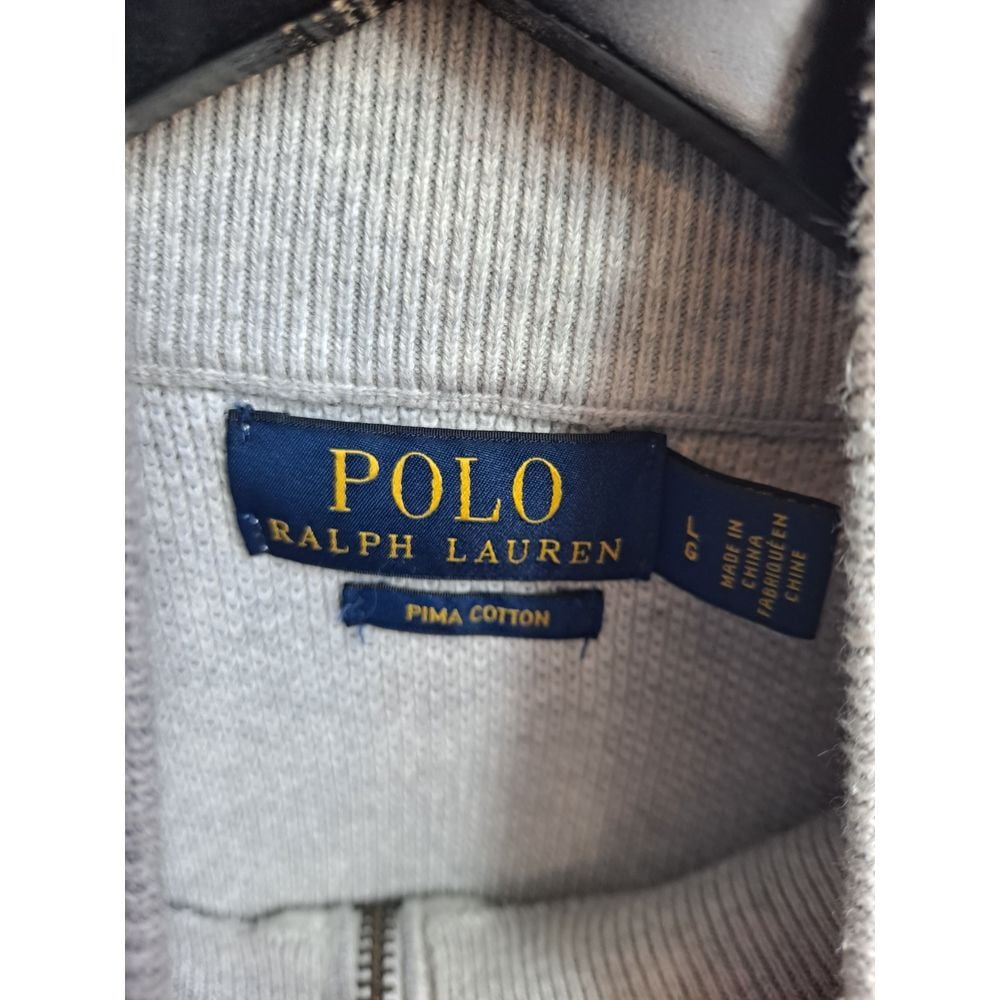 POLO
RALPH LAUREN
PIMA COTTON
L
G
MADE IN
CHINA
FABRIQUÉ EN
CHINE